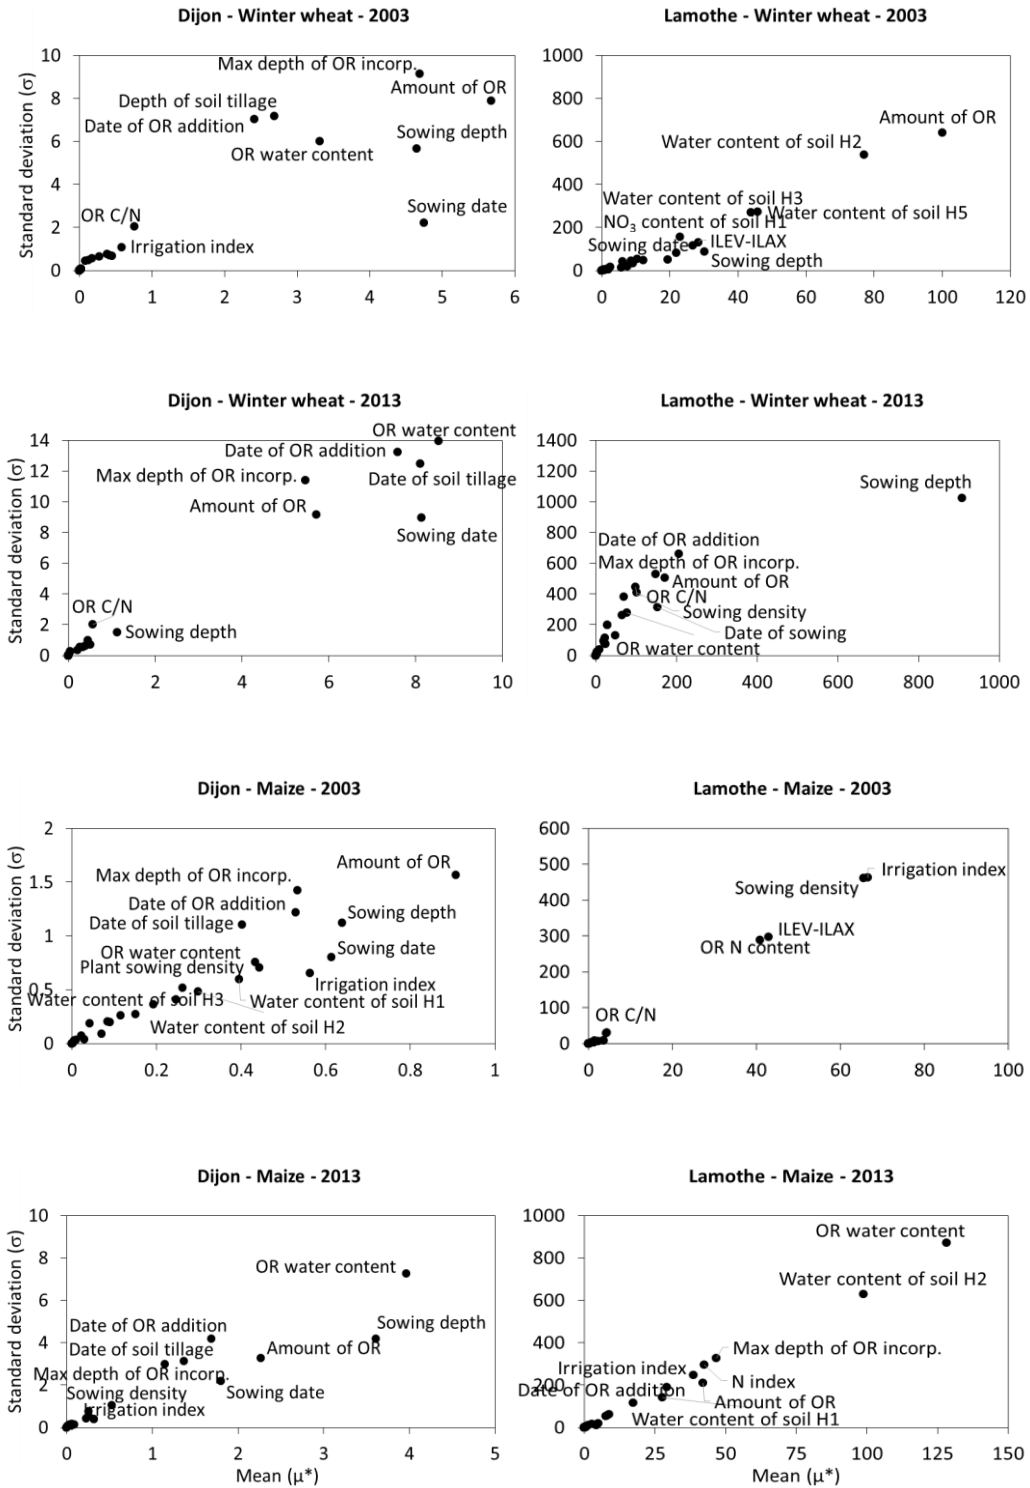 Dijon - Winter wheat - 2003
Standard deviation (σ)
10
8
6
4
2
0
Max depth of OR incorp.
Amount of OR
Depth of soil tillage
Date of OR addition
Sowing depth
OR water content
Sowing date
OR C/N
Irrigation index
0 1 2 3 4 5 6
Lamothe - Winter wheat - 2003
1000
800
600
400
200
0
Amount of OR
Water content of soil H2
Water content of soil H3
Water content of soil H5
NO₃ content of soil H1
Sowing date
ILEV-ILAX
Sowing depth
0 20 40 60 80 100 120
Dijon - Winter wheat - 2013
Standard deviation (σ)
14
12
10
8
6
4
2
0
OR water content
Date of OR addition
Max depth of OR incorp.
Date of soil tillage
Amount of OR
Sowing date
OR C/N
Sowing depth
0 2 4 6 8 10
Lamothe - Winter wheat - 2013
1400
1200
1000
800
600
400
200
0
Sowing depth
Date of OR addition
Max depth of OR incorp.
Amount of OR
OR C/N
Sowing density
Date of sowing
OR water content
0 200 400 600 800 1000
Dijon - Maize - 2003
Standard deviation (σ)
2
1.5
1
0.5
0
Amount of OR
Max depth of OR incorp.
Date of OR addition
Sowing depth
Date of soil tillage
OR water content
Sowing date
Plant sowing density
Irrigation index
Water content of soil H3
Water content of soil H1
Water content of soil H2
0 0.2 0.4 0.6 0.8 1
Lamothe - Maize - 2003
600
500
400
300
200
100
0
Irrigation index
Sowing density
ILEV-ILAX
OR N content
OR C/N
0 20 40 60 80 100
Dijon - Maize - 2013
Standard deviation (σ)
10
8
6
4
2
0
OR water content
Date of OR addition
Sowing depth
Date of soil tillage
Amount of OR
Max depth of OR incorp.
Sowing density
Sowing date
Irrigation index
0 1 2 3 4 5
Mean (μ*)
Lamothe - Maize - 2013
1000
800
600
400
200
0
OR water content
Water content of soil H2
Max depth of OR incorp.
Irrigation index
N index
Date of OR addition
Amount of OR
Water content of soil H1
0 25 50 75 100 125 150
Mean (μ*)